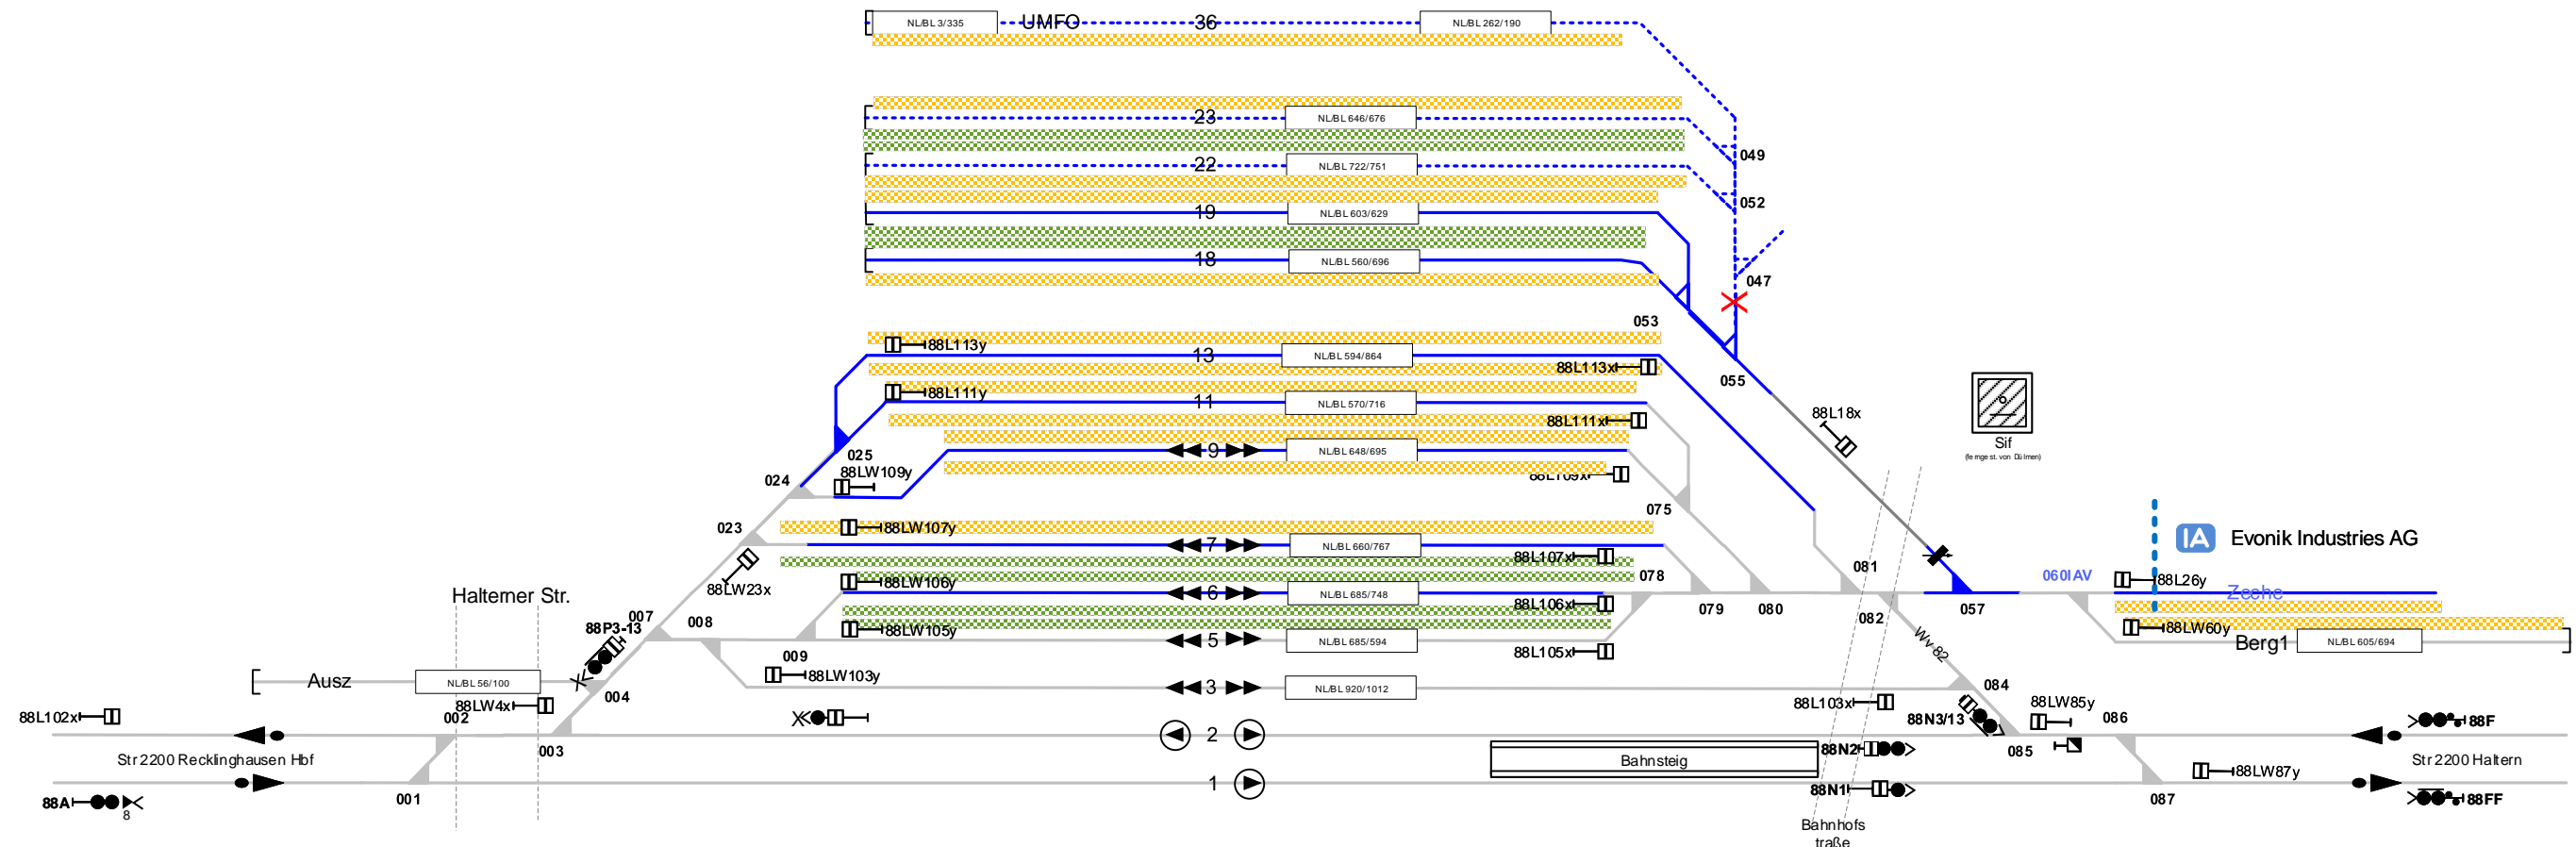 NL/BL 3/335
UMFO
36
NL/BL 262/190
23
NL/BL 646/676
049
22
NL/BL 722/751
052
19
NL/BL 603/629
18
NL/BL 560/696
047
053
88L113y
13
NL/BL 594/864
88L113x
055
88L111y
11
NL/BL 570/716
88L111x
88L18x
Sif
(ferngest. von Dülmen)
025
9
NL/BL 648/695
88LW109y
88L109x
024
075
023
88LW107y
7
NL/BL 660/767
88L107x
081
IA Evonik Industries AG
060IAV
88L26y
Zeche
88LW23x
88LW106y
6
NL/BL 685/748
88L106x
078
079
080
082
057
Halterner Str.
007
008
88P3-13
88LW105y
5
NL/BL 685/594
88L105x
Wv 82
88LW60y
Berg1
NL/BL 605/694
009
Ausz
NL/BL 56/100
004
88LW103y
3
NL/BL 920/1012
084
88L102x
88LW4x
002
003
88L103x
88N3/13
88LW85y
086
88F
2
085
88N2
Str 2200 Recklinghausen Hbf
Bahnsteig
Str 2200 Haltern
88LW87y
1
88N1
88A
8
001
087
88FF
Bahnhofs
traße